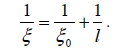 1/ξ = 1/ξ₀ + 1/l.